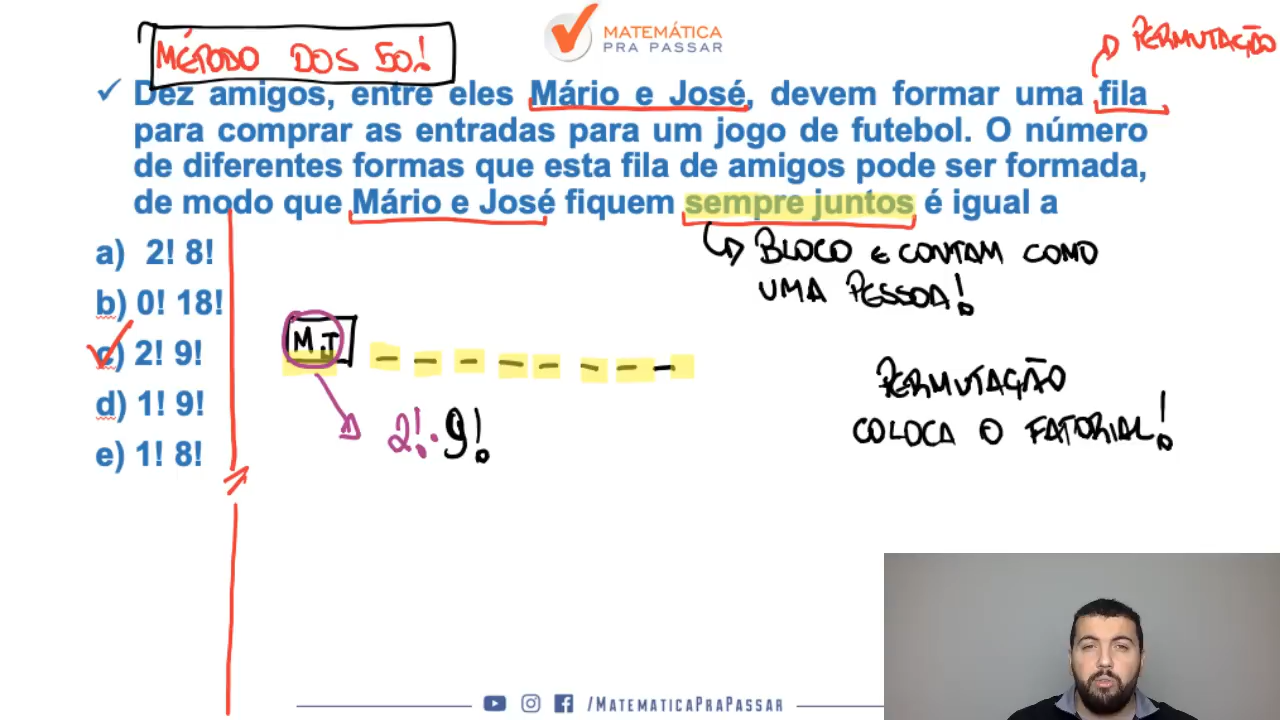 MÉTODO DOS 50!
MATEMÁTICA
PRA PASSAR
PERMUTAÇÃO
✓ Dez amigos, entre eles Mário e José, devem formar uma fila
para comprar as entradas para um jogo de futebol. O número
de diferentes formas que esta fila de amigos pode ser formada,
de modo que Mário e José fiquem sempre juntos é igual a
a) 2! 8!
b) 0! 18!
c) 2! 9!
d) 1! 9!
e) 1! 8!
BLOCO E CONTAM COMO
UMA PESSOA!
M.J
2!. 9!
PERMUTAÇÃO
COLOCA O FATORIAL!
/MATEMATICAPRAPASSAR